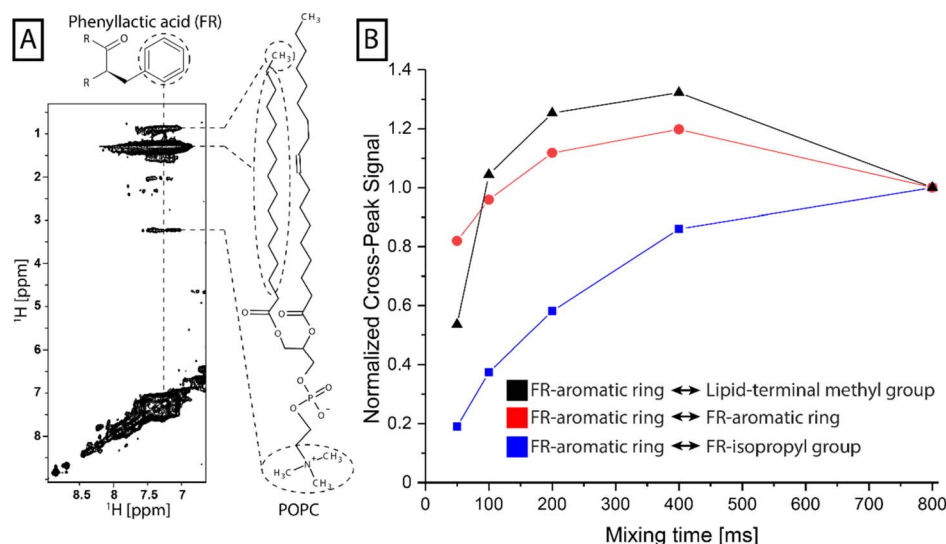 A
Phenyllactic acid (FR)
R
O
R
CH₃
1
2
3
4
5
6
7
8
¹H [ppm]
8.5 8 7.5 7
¹H [ppm]
O
O
O
O
O
P
O
O⁻
O
H₃C
N⁺
CH₃
CH₃
POPC
B
Normalized Cross-Peak Signal
1.4
1.2
1.0
0.8
0.6
0.4
0.2
0
0 100 200 300 400 500 600 700 800
Mixing time [ms]
FR-aromatic ring ↔ Lipid-terminal methyl group
FR-aromatic ring ↔ FR-aromatic ring
FR-aromatic ring ↔ FR-isopropyl group